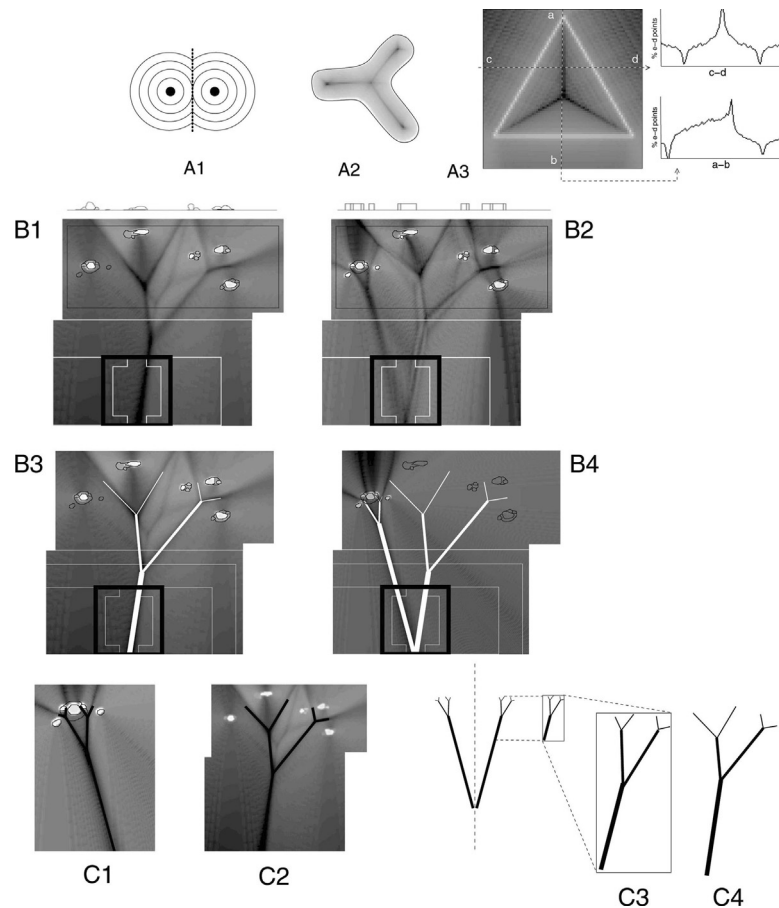 a
c
d
b
% e-d points
c-d
% e-d points
a-b
A1
A2
A3
B1
B2
B3
B4
C1
C2
C3
C4